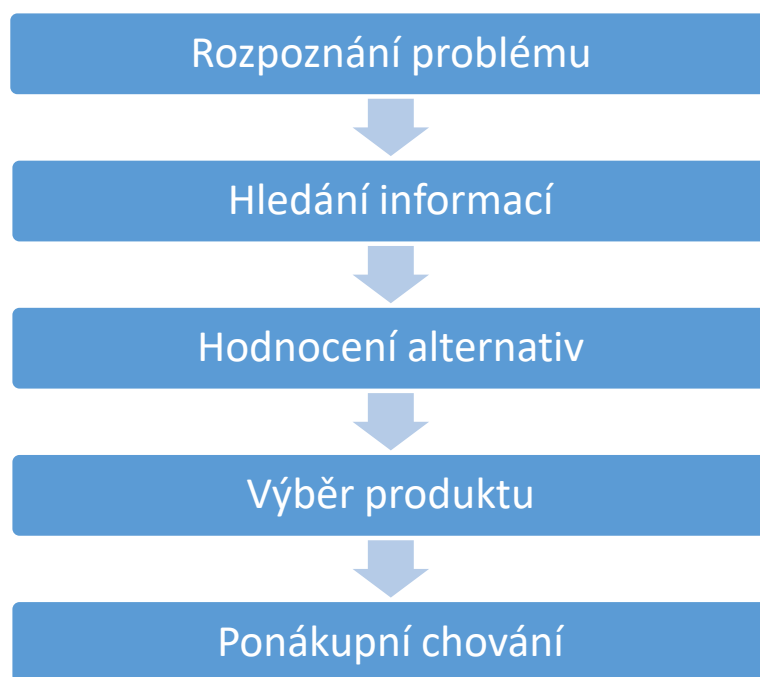 Rozpoznání problému
Hledání informací
Hodnocení alternativ
Výběr produktu
Ponákupní chování